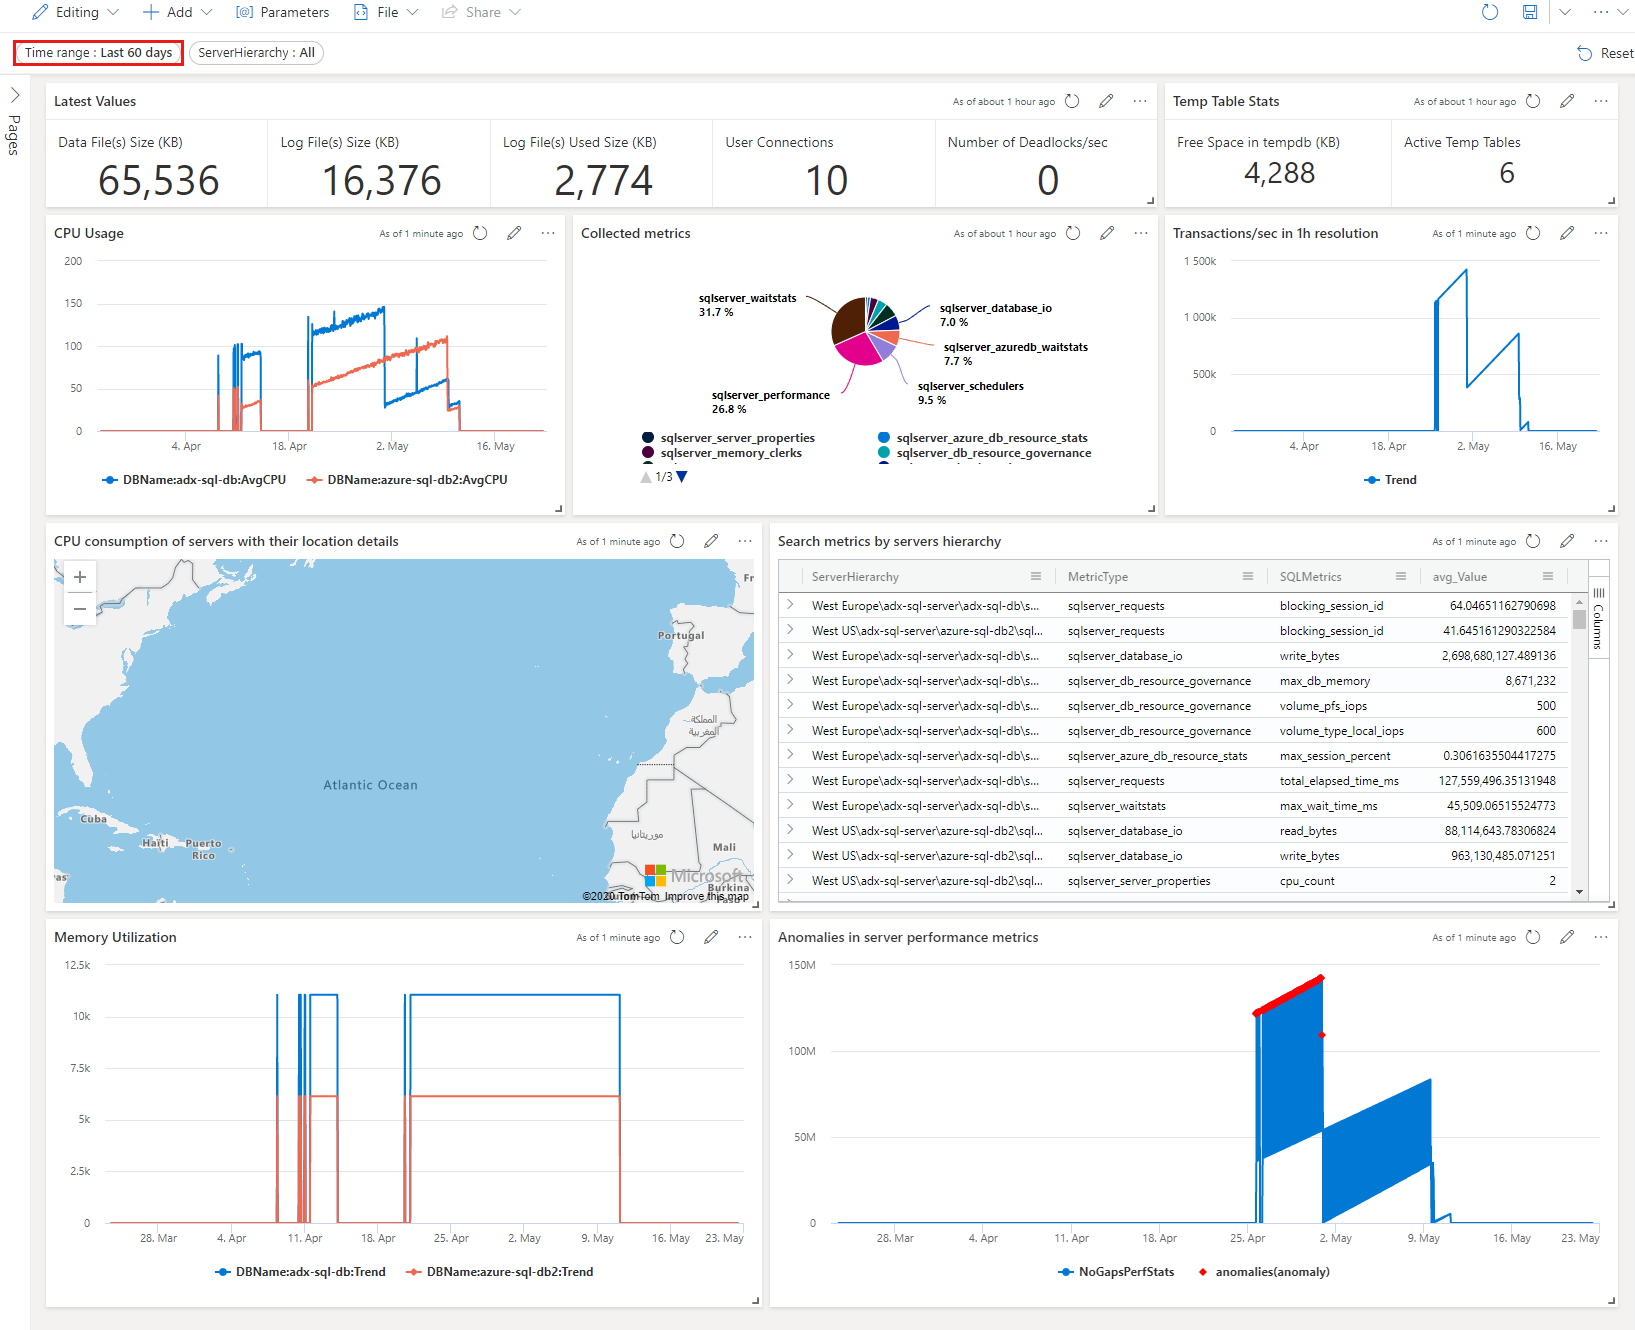 Editing Add Parameters File Share
Time range : Last 60 days ServerHierarchy : All Reset
Pages
Latest Values As of about 1 hour ago
Data File(s) Size (KB) Log File(s) Size (KB) Log File(s) Used Size (KB) User Connections Number of Deadlocks/sec
65,536 16,376 2,774 10 0
Temp Table Stats As of about 1 hour ago
Free Space in tempdb (KB) Active Temp Tables
4,288 6
CPU Usage As of 1 minute ago
200
150
100
50
0
4. Apr 18. Apr 2. May 16. May
DBName:adx-sql-db:AvgCPU DBName:azure-sql-db2:AvgCPU
Collected metrics As of about 1 hour ago
sqlserver_waitstats
31.7 %
sqlserver_database_io
7.0 %
sqlserver_azuredb_waitstats
7.7 %
sqlserver_schedulers
9.5 %
sqlserver_performance
26.8 %
sqlserver_server_properties sqlserver_azure_db_resource_stats
sqlserver_memory_clerks sqlserver_db_resource_governance
1/3
Transactions/sec in 1h resolution As of 1 minute ago
1 500k
1 000k
500k
0
4. Apr 18. Apr 2. May 16. May
Trend
CPU consumption of servers with their location details As of 1 minute ago
+
−
Fr
Portugal
المملكة
المغربية
Atlantic Ocean
Cuba
Haïti
Puerto
Rico
موريتانيا
Mali
Microsoft
Burkina
©2020 TomTom Improve this map
Search metrics by servers hierarchy As of 1 minute ago
ServerHierarchy MetricType SQLMetrics avg_Value
Columns
West Europe\adx-sql-server\adx-sql-db\s... sqlserver_requests blocking_session_id 64.04651162790698
West US\adx-sql-server\azure-sql-db2\sql... sqlserver_requests blocking_session_id 41.645161290322584
West Europe\adx-sql-server\adx-sql-db\s... sqlserver_database_io write_bytes 2,698,680,127.489136
West Europe\adx-sql-server\adx-sql-db\s... sqlserver_db_resource_governance max_db_memory 8,671,232
West Europe\adx-sql-server\adx-sql-db\s... sqlserver_db_resource_governance volume_pfs_iops 500
West Europe\adx-sql-server\adx-sql-db\s... sqlserver_db_resource_governance volume_type_local_iops 600
West Europe\adx-sql-server\adx-sql-db\s... sqlserver_azure_db_resource_stats max_session_percent 0.3061635504417275
West Europe\adx-sql-server\adx-sql-db\s... sqlserver_requests total_elapsed_time_ms 127,559,496.35131948
West Europe\adx-sql-server\adx-sql-db\s... sqlserver_waitstats max_wait_time_ms 45,509.06515524773
West US\adx-sql-server\azure-sql-db2\sql... sqlserver_database_io read_bytes 88,114,643.78306824
West US\adx-sql-server\azure-sql-db2\sql... sqlserver_database_io write_bytes 963,130,485.071251
West US\adx-sql-server\azure-sql-db2\sql... sqlserver_server_properties cpu_count 2
Memory Utilization As of 1 minute ago
12.5k
10k
7.5k
5k
2.5k
0
28. Mar 4. Apr 11. Apr 18. Apr 25. Apr 2. May 9. May 16. May 23. May
DBName:adx-sql-db:Trend DBName:azure-sql-db2:Trend
Anomalies in server performance metrics As of 1 minute ago
150M
100M
50M
0
28. Mar 4. Apr 11. Apr 18. Apr 25. Apr 2. May 9. May 16. May 23. May
NoGapsPerfStats anomalies(anomaly)